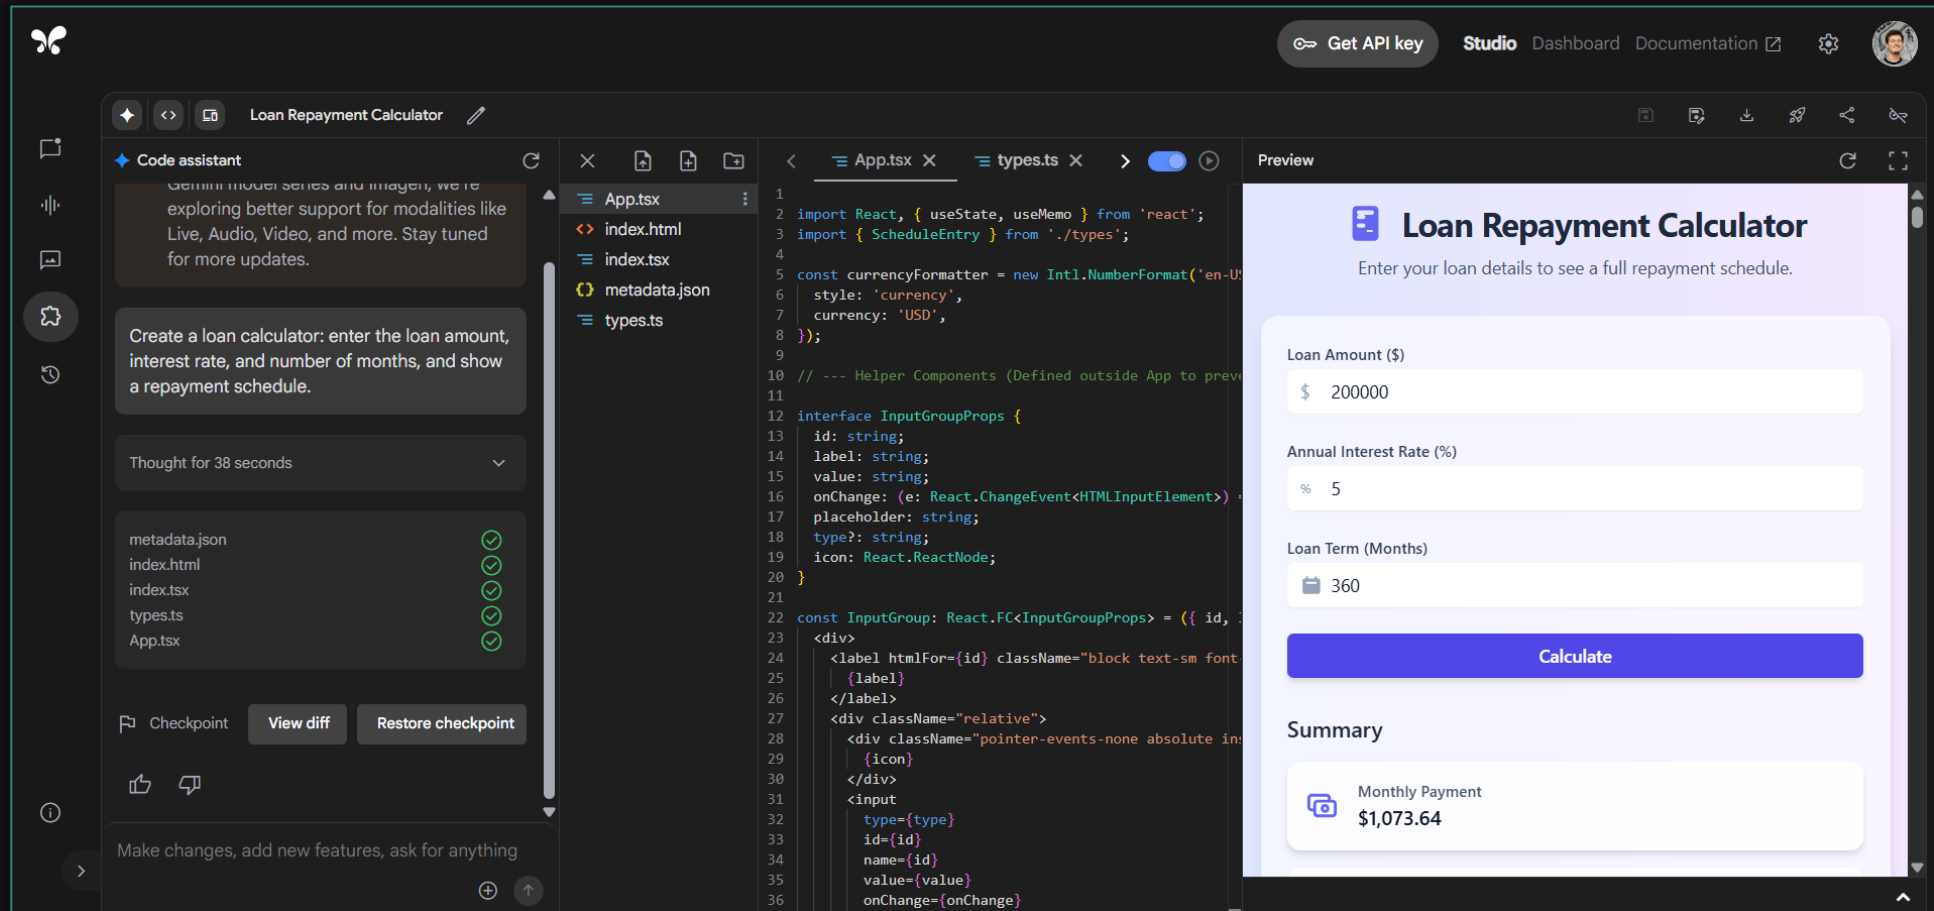 Get API key
Studio
Dashboard
Documentation
Loan Repayment Calculator
Code assistant
Gemini model series and Imagen, we're
exploring better support for modalities like
Live, Audio, Video, and more. Stay tuned
for more updates.
Create a loan calculator: enter the loan amount,
interest rate, and number of months, and show
a repayment schedule.
Thought for 38 seconds
metadata.json
index.html
index.tsx
types.ts
App.tsx
Checkpoint
View diff
Restore checkpoint
Make changes, add new features, ask for anything
App.tsx
index.html
index.tsx
metadata.json
types.ts
App.tsx
types.ts
1
2 import React, { useState, useMemo } from 'react';
3 import { ScheduleEntry } from './types';
4
5 const currencyFormatter = new Intl.NumberFormat('en-US
6 style: 'currency',
7 currency: 'USD',
8 });
9
10 // --- Helper Components (Defined outside App to preve
11
12 interface InputGroupProps {
13 id: string;
14 label: string;
15 value: string;
16 onChange: (e: React.ChangeEvent<HTMLInputElement>) =
17 placeholder: string;
18 type?: string;
19 icon: React.ReactNode;
20 }
21
22 const InputGroup: React.FC<InputGroupProps> = ({ id,
23 <div>
24 <label htmlFor={id} className="block text-sm font-
25 {label}
26 </label>
27 <div className="relative">
28 <div className="pointer-events-none absolute ins
29 {icon}
30 </div>
31 <input
32 type={type}
33 id={id}
34 name={id}
35 value={value}
36 onChange={onChange}
Preview
Loan Repayment Calculator
Enter your loan details to see a full repayment schedule.
Loan Amount ($)
$ 200000
Annual Interest Rate (%)
% 5
Loan Term (Months)
360
Calculate
Summary
Monthly Payment
$1,073.64